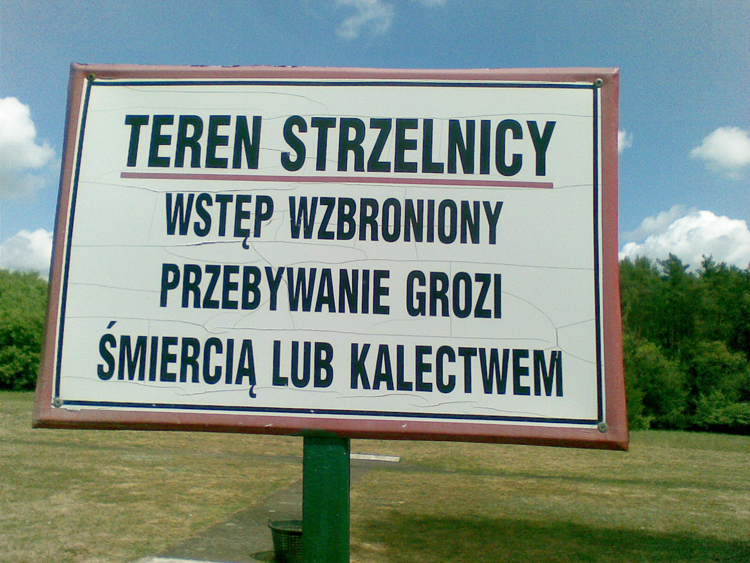 TEREN STRZELNICY
WSTĘP WZBRONIONY
PRZEBYWANIE GROZI
ŚMIERCIĄ LUB KALECTWEM